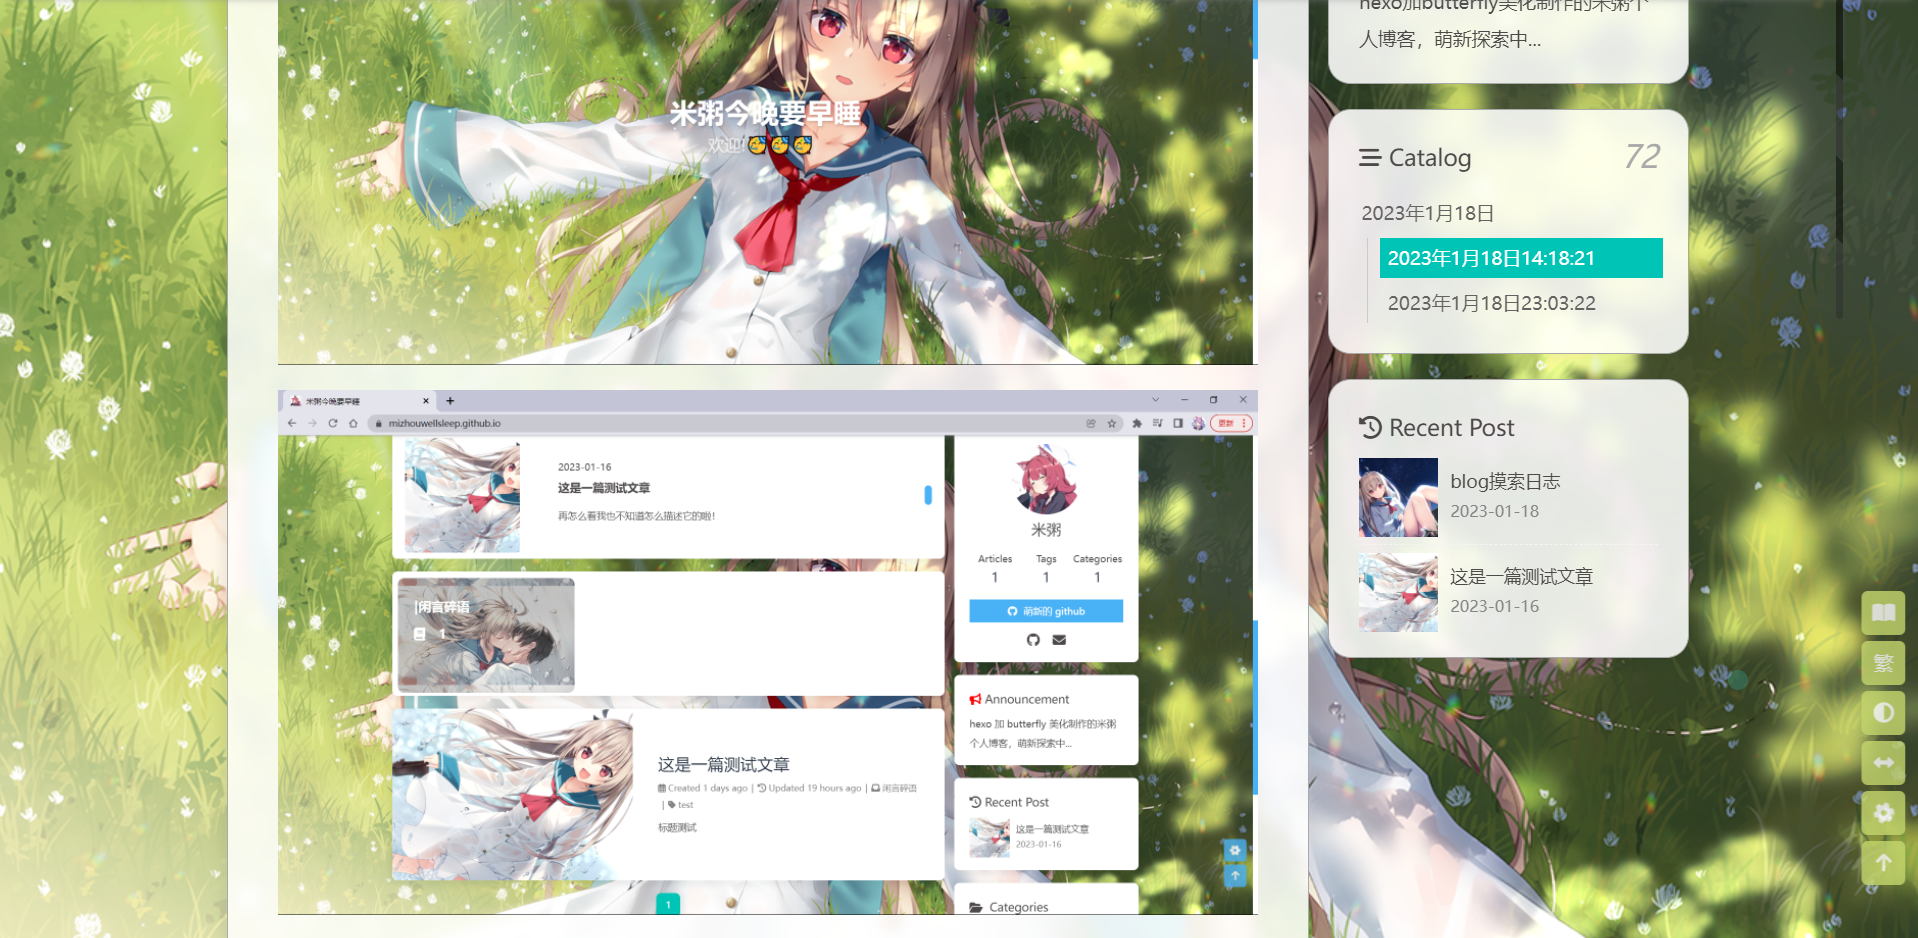 米粥今晚要早睡
欢迎!🥳🥳🥳
米粥今晚要早睡
mizhouwellsleep.github.io
更新
2023-01-16
这是一篇测试文章
再怎么看我也不知道怎么描述它的啦!
|闲言碎语
1
这是一篇测试文章
Created 1 days ago | Updated 19 hours ago | 闲言碎语
| test
标题测试
1
米粥
Articles Tags Categories
1 1 1
萌新的 github
Announcement
hexo 加 butterfly 美化制作的米粥
个人博客，萌新探索中...
Recent Post
这是一篇测试文章
2023-01-16
Categories
hexo加butterfly美化制作的米粥个
人博客，萌新探索中...
Catalog 72
2023年1月18日
2023年1月18日14:18:21
2023年1月18日23:03:22
Recent Post
blog摸索日志
2023-01-18
这是一篇测试文章
2023-01-16
繁